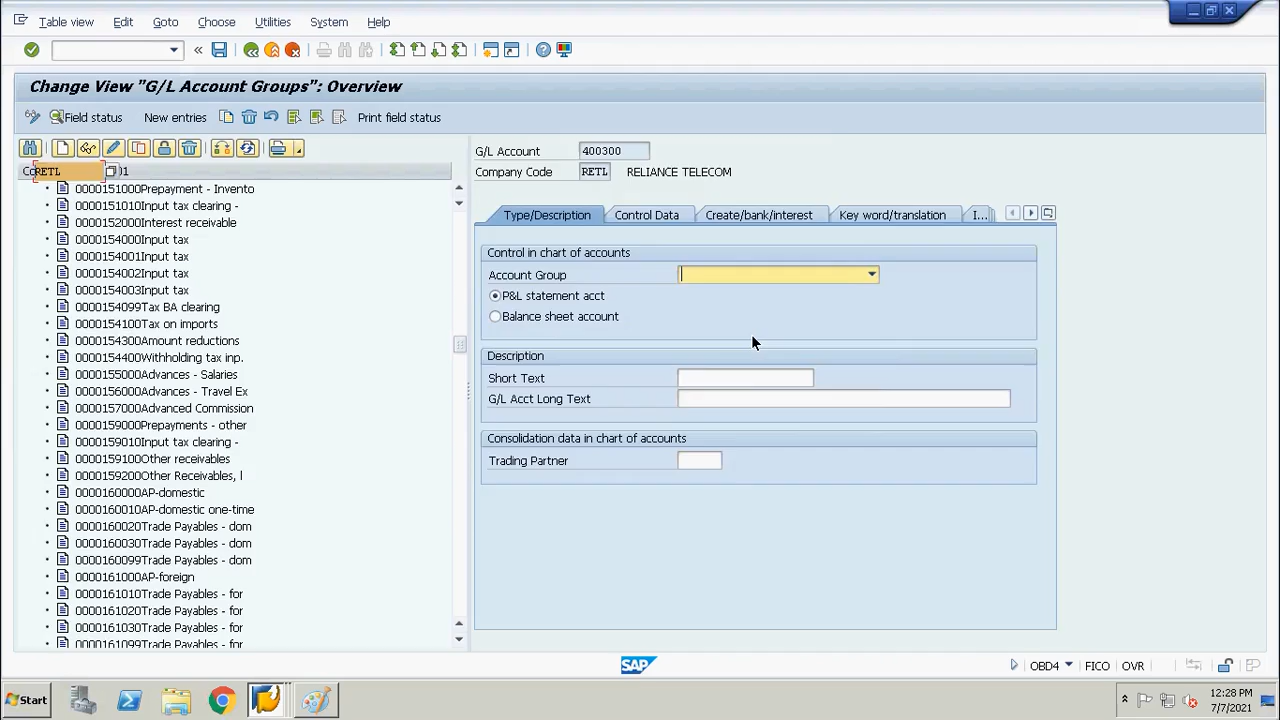 Table view Edit Goto Choose Utilities System Help
Change View "G/L Account Groups": Overview
Field status New entries Print field status
G/L Account 400300
Company Code RETL RELIANCE TELECOM
RETL
0000151000Prepayment - Invento
0000151010Input tax clearing -
0000152000Interest receivable
0000154000Input tax
0000154001Input tax
0000154002Input tax
0000154003Input tax
0000154099Tax BA clearing
0000154100Tax on imports
0000154300Amount reductions
0000154400Withholding tax inp.
0000155000Advances - Salaries
0000156000Advances - Travel Ex
0000157000Advanced Commission
0000159000Prepayments - other
0000159010Input tax clearing -
0000159100Other receivables
0000159200Other Receivables, l
0000160000AP-domestic
0000160010AP-domestic one-time
0000160020Trade Payables - dom
0000160030Trade Payables - dom
0000160099Trade Payables - dom
0000161000AP-foreign
0000161010Trade Payables - for
0000161020Trade Payables - for
0000161030Trade Payables - for
0000161099Trade Payables - for
Type/Description Control Data Create/bank/interest Key word/translation I...
Control in chart of accounts
Account Group
P&L statement acct
Balance sheet account
Description
Short Text
G/L Acct Long Text
Consolidation data in chart of accounts
Trading Partner
SAP
OBD4 FICO OVR
Start
12:28 PM
7/7/2021